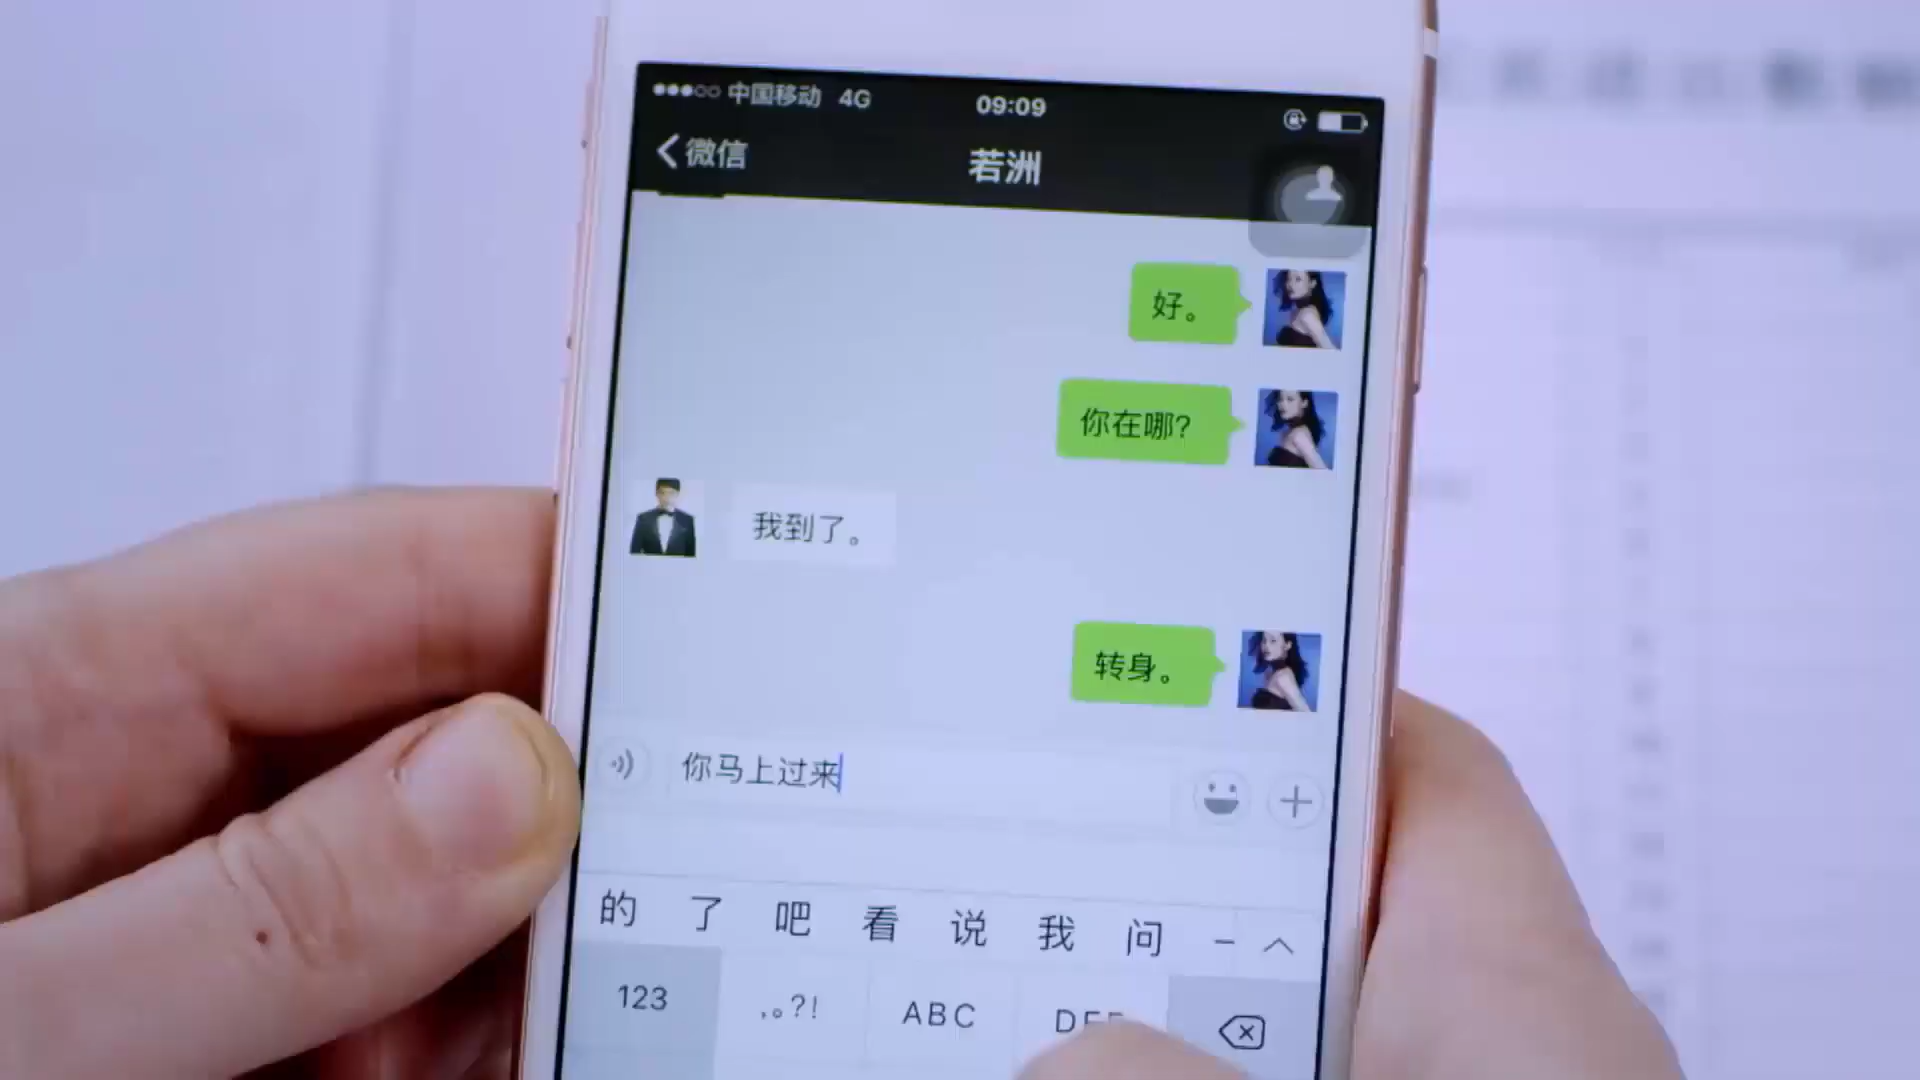 中国移动 4G 09:09
微信 若洲
好。
你在哪?
我到了。
转身。
你马上过来
的 了 吧 看 说 我 问 一
123 ,。?! ABC